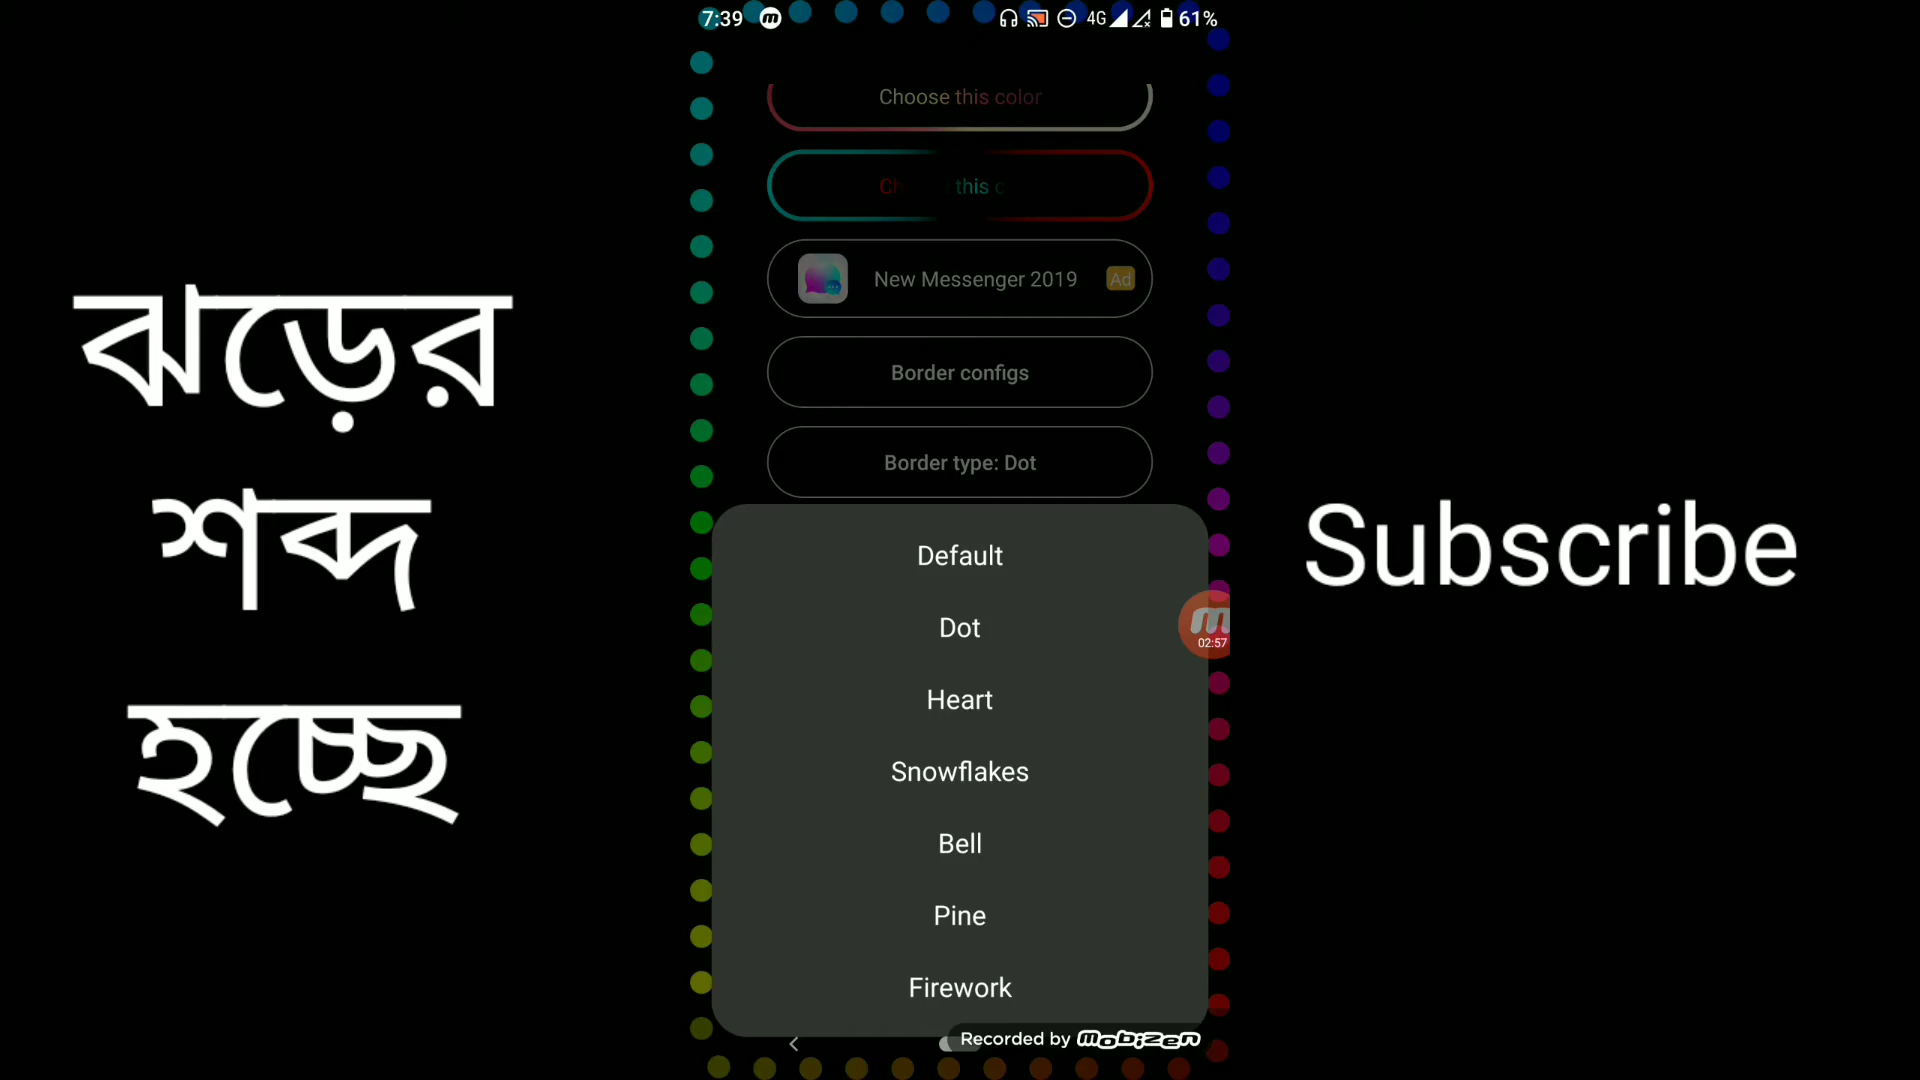 7:39 4G 61%
Choose this color
this
New Messenger 2019 Ad
Border configs
Border type: Dot
Default
Dot
Heart
Snowflakes
Bell
Pine
Firework
02:57
Recorded by mobizen
ঝড়ের
শব্দ
হচ্ছে
Subscribe